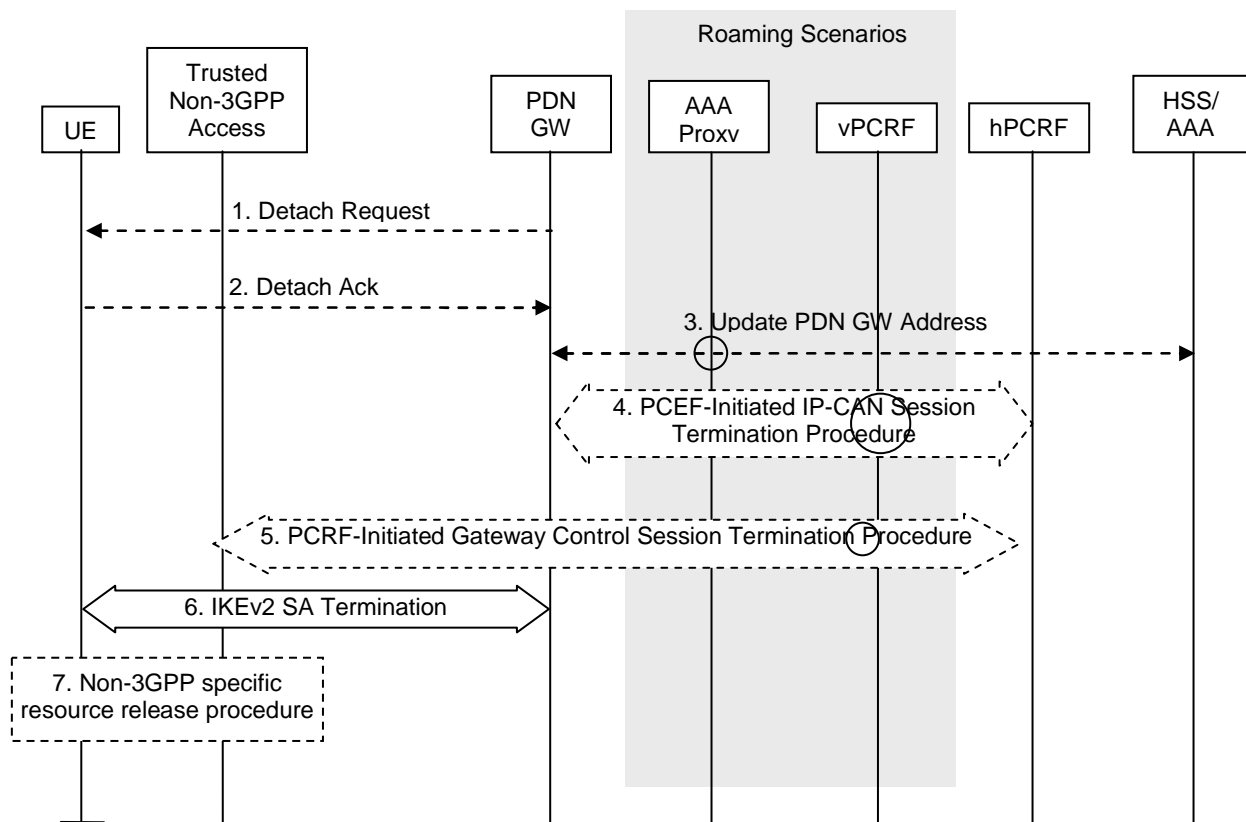 Roaming Scenarios
UE
Trusted
Non-3GPP
Access
PDN
GW
AAA
Proxv
vPCRF
hPCRF
HSS/
AAA
1. Detach Request
2. Detach Ack
3. Update PDN GW Address
4. PCEF-Initiated IP-CAN Session
Termination Procedure
5. PCRF-Initiated Gateway Control Session Termination Procedure
6. IKEv2 SA Termination
7. Non-3GPP specific
resource release procedure